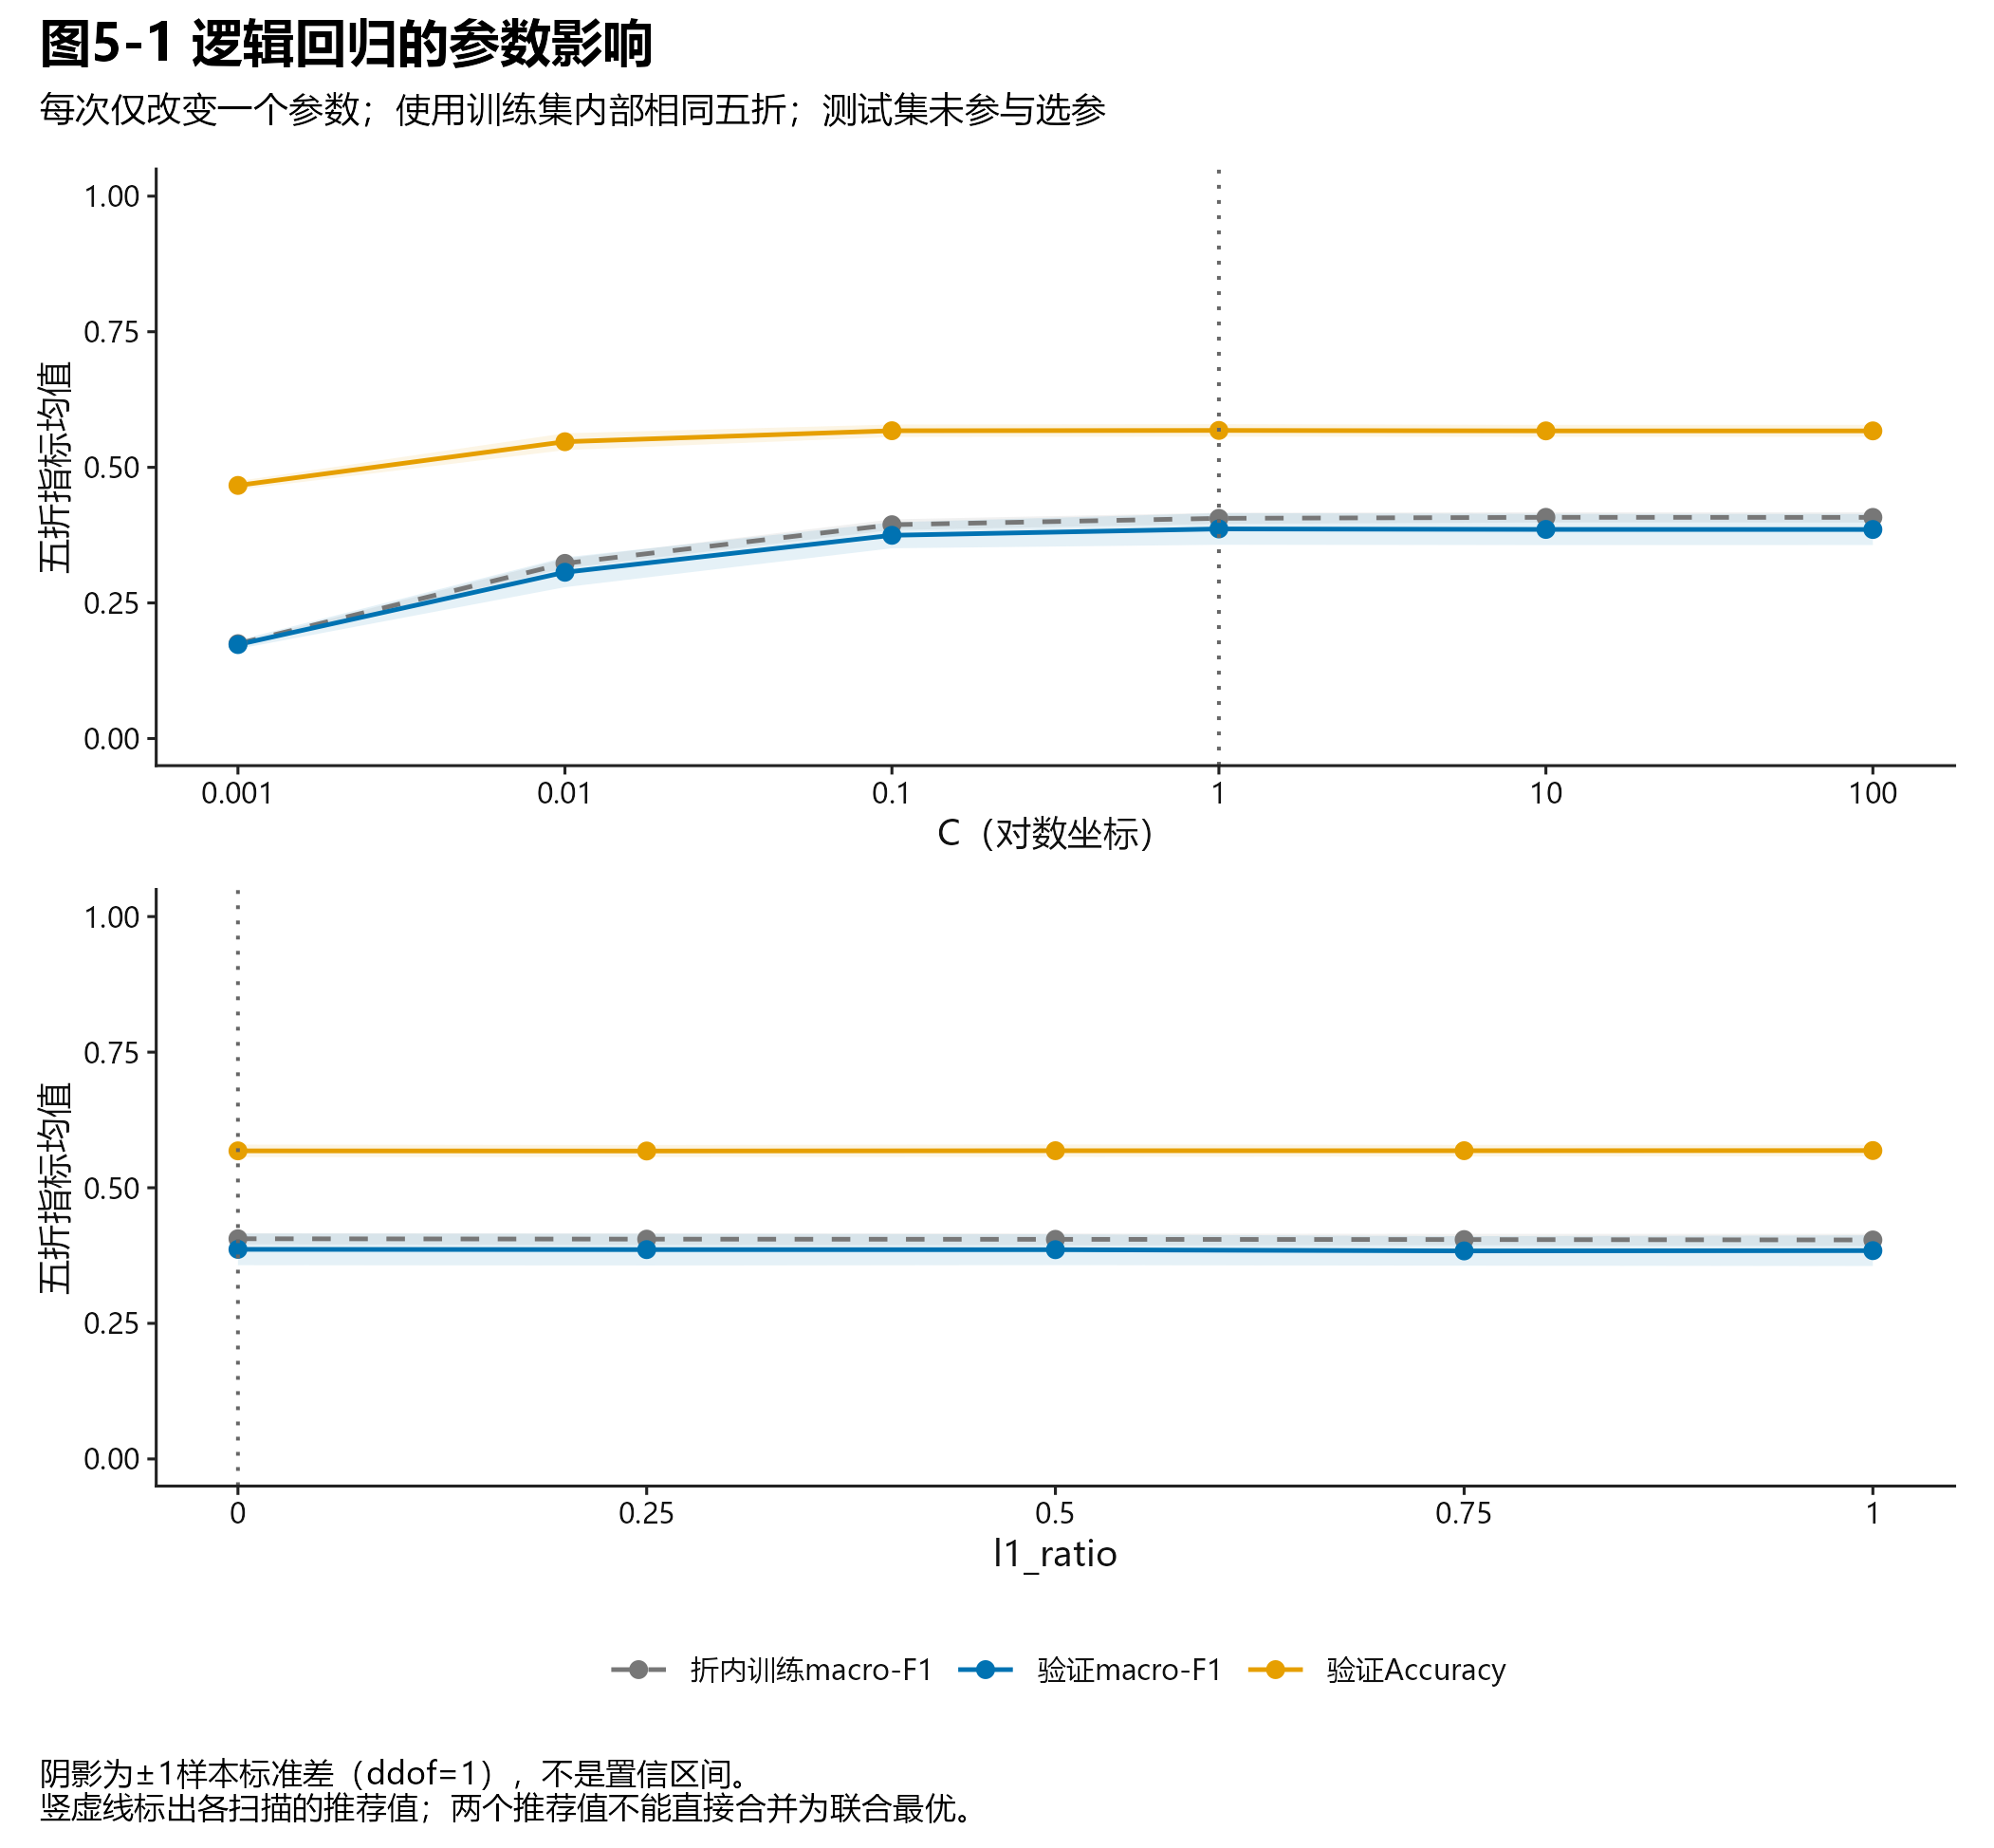 图5-1 逻辑回归的参数影响
每次仅改变一个参数；使用训练集内部相同五折；测试集未参与选参
五折指标均值
1.00
0.75
0.50
0.25
0.00
0.001 0.01 0.1 1 10 100
C（对数坐标）
五折指标均值
1.00
0.75
0.50
0.25
0.00
0 0.25 0.5 0.75 1
l1_ratio
折内训练macro-F1 验证macro-F1 验证Accuracy
阴影为±1样本标准差（ddof=1），不是置信区间。
竖虚线标出各扫描的推荐值；两个推荐值不能直接合并为联合最优。